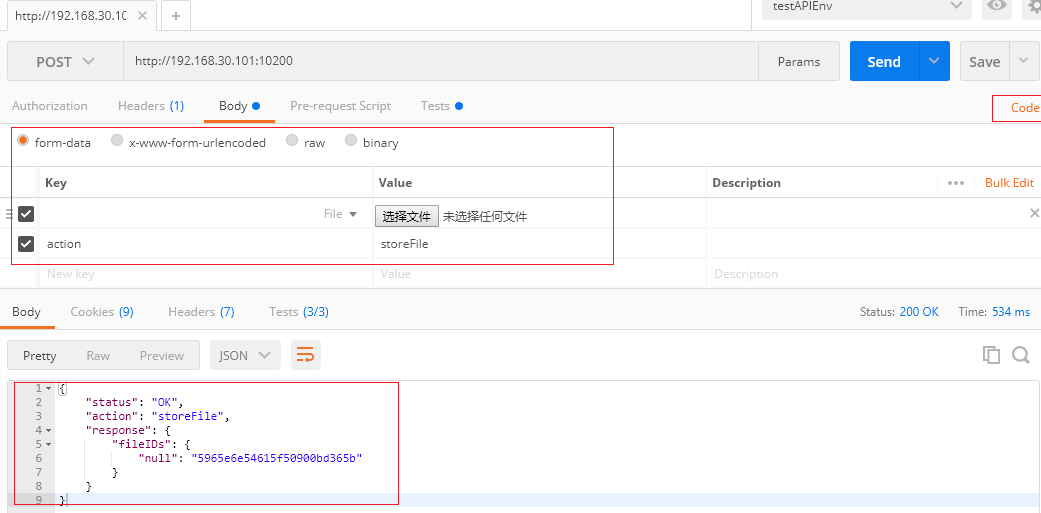 http://192.168.30.10
testAPIEnv
POST http://192.168.30.101:10200 Params Send Save
Authorization Headers (1) Body Pre-request Script Tests Code
form-data x-www-form-urlencoded raw binary
Key Value Description Bulk Edit
File 选择文件 未选择任何文件
action storeFile
New key Value Description
Body Cookies (9) Headers (7) Tests (3/3) Status: 200 OK Time: 534 ms
Pretty Raw Preview JSON
1 {
2 "status": "OK",
3 "action": "storeFile",
4 "response": {
5 "fileIDs": {
6 "null": "5965e6e54615f50900bd365b"
7 }
8 }
9 }